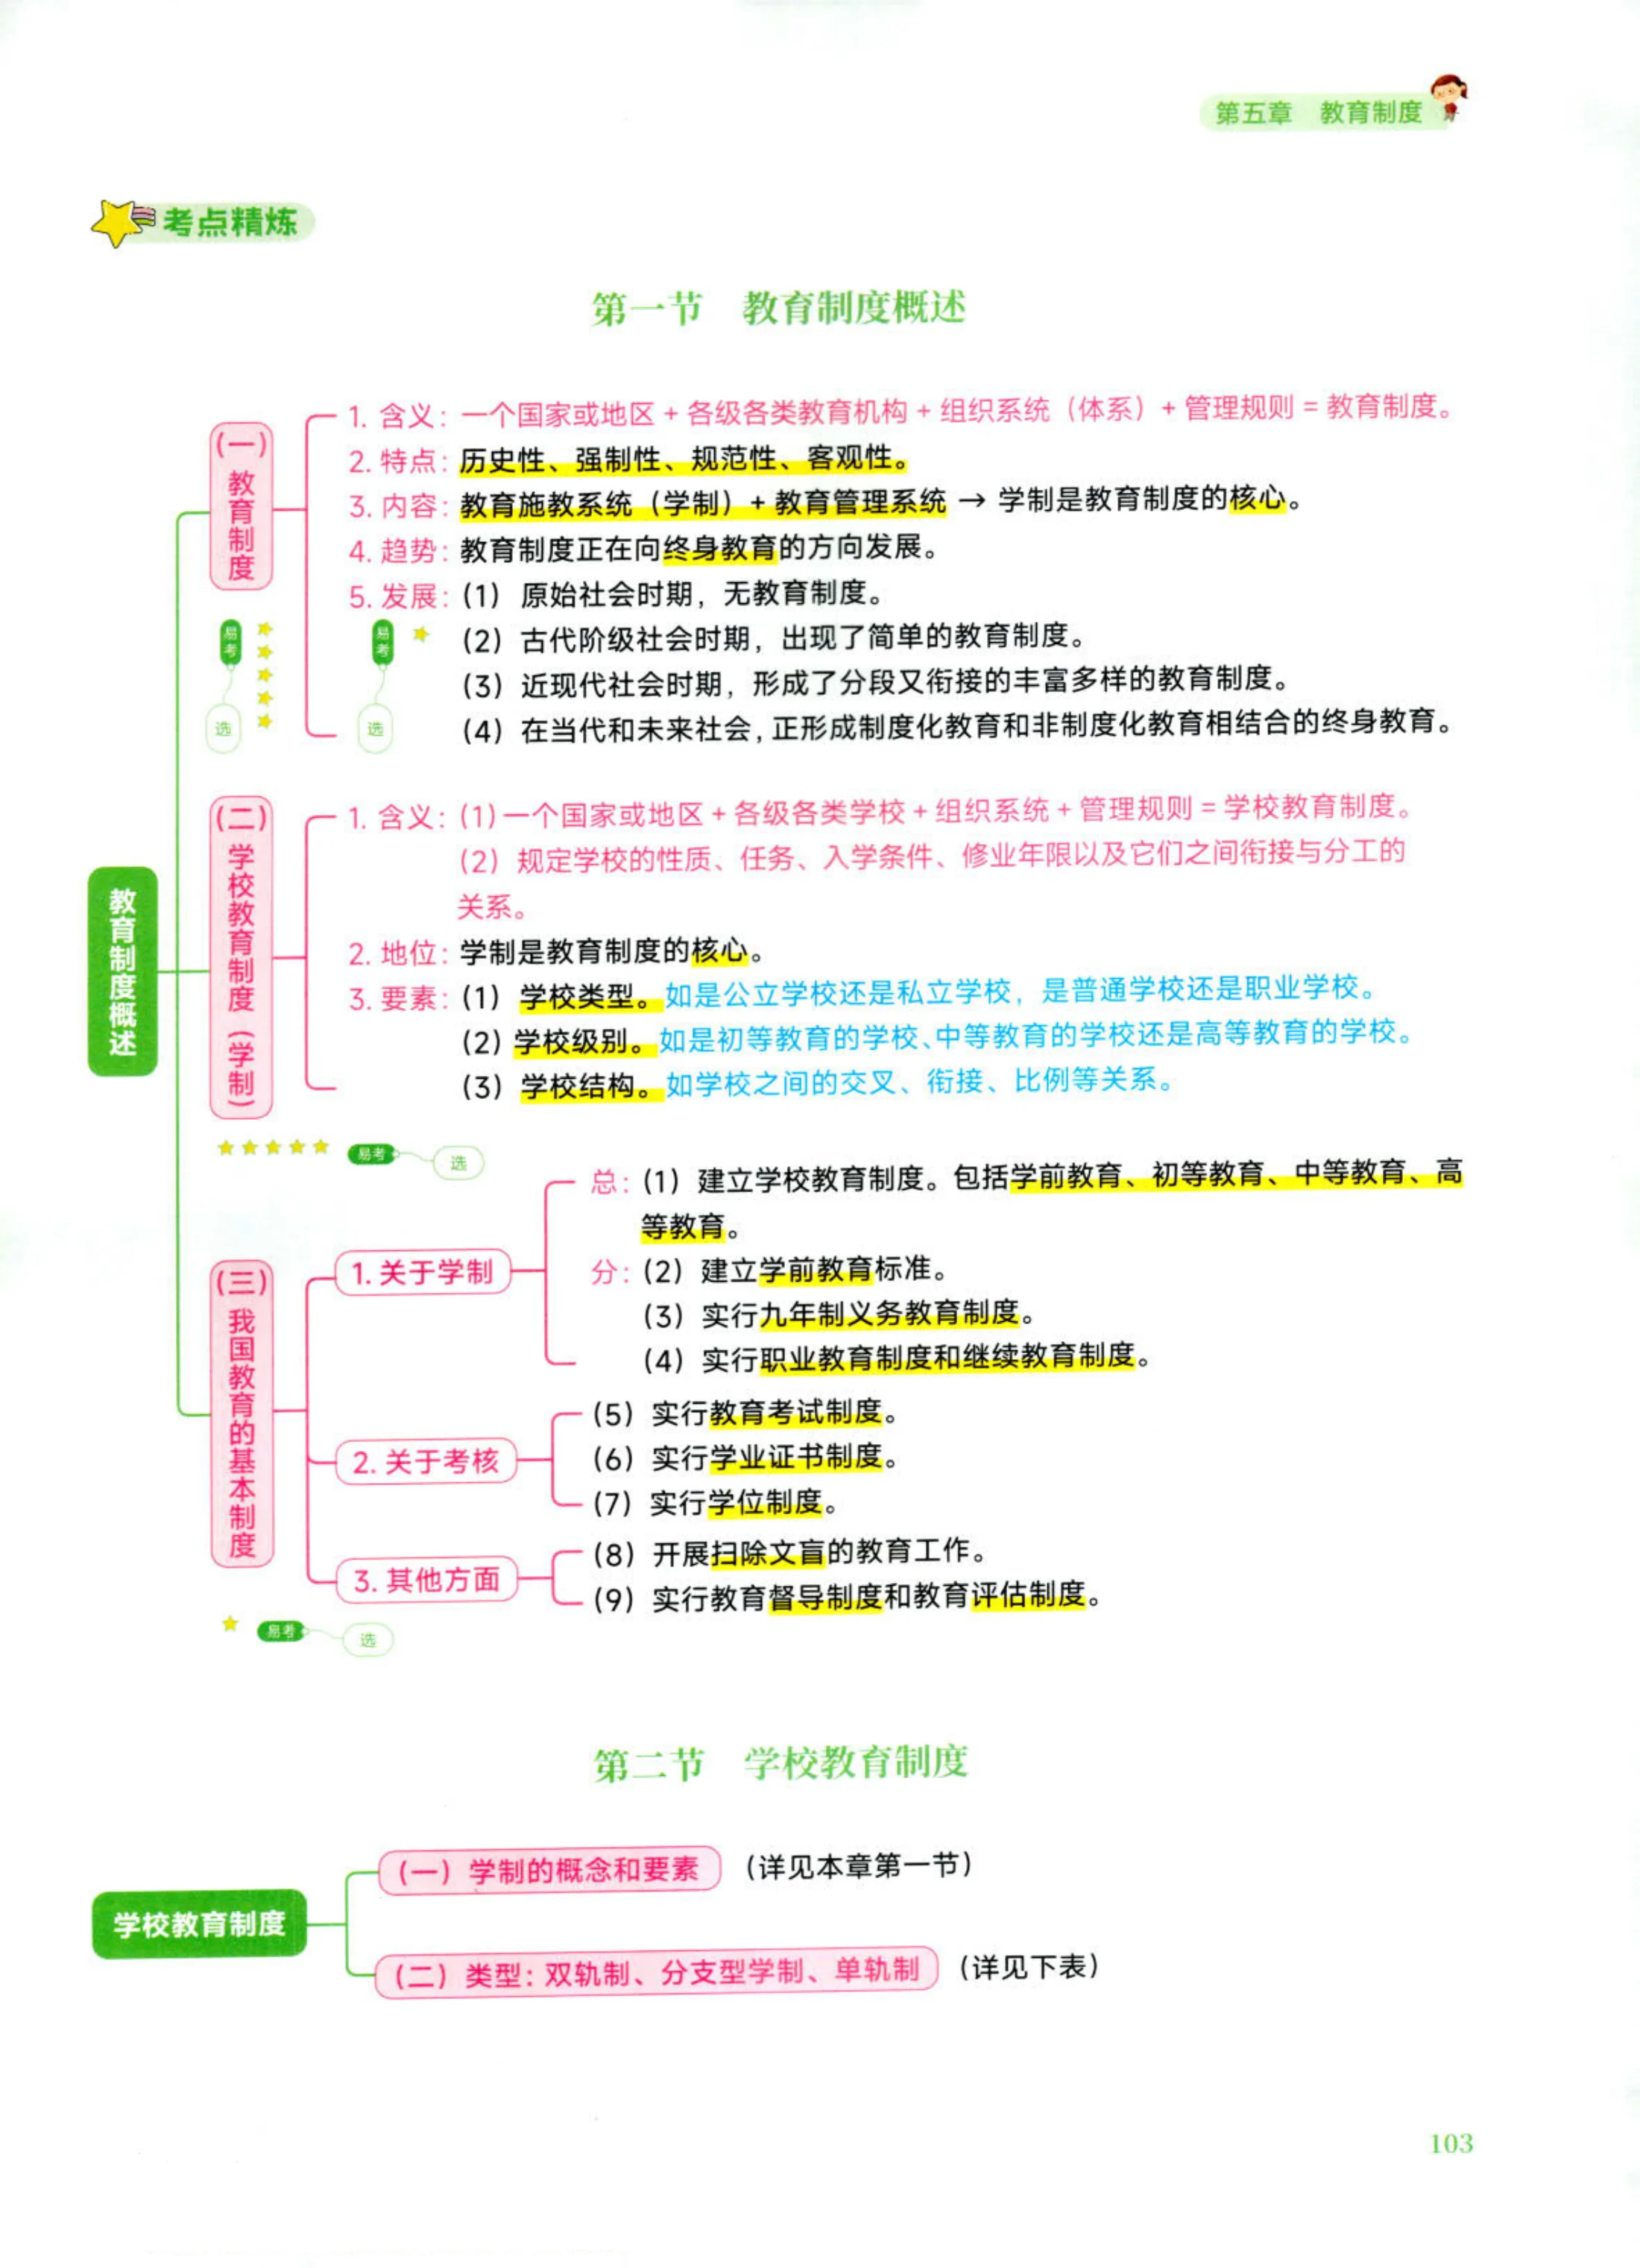 第五章 教育制度
考点精炼
第一节 教育制度概述
教育制度概述
(一)教育制度
易考 选
1. 含义：一个国家或地区 + 各级各类教育机构 + 组织系统（体系）+ 管理规则 = 教育制度。
2. 特点：历史性、强制性、规范性、客观性。
3. 内容：教育施教系统（学制）+ 教育管理系统 → 学制是教育制度的核心。
4. 趋势：教育制度正在向终身教育的方向发展。
5. 发展：(1) 原始社会时期，无教育制度。
易考 选
(2) 古代阶级社会时期，出现了简单的教育制度。
(3) 近现代社会时期，形成了分段又衔接的丰富多样的教育制度。
(4) 在当代和未来社会，正形成制度化教育和非制度化教育相结合的终身教育。
(二)学校教育制度（学制）
1. 含义：(1) 一个国家或地区 + 各级各类学校 + 组织系统 + 管理规则 = 学校教育制度。
(2) 规定学校的性质、任务、入学条件、修业年限以及它们之间衔接与分工的
关系。
2. 地位：学制是教育制度的核心。
3. 要素：(1) 学校类型。如是公立学校还是私立学校，是普通学校还是职业学校。
(2) 学校级别。如是初等教育的学校、中等教育的学校还是高等教育的学校。
(3) 学校结构。如学校之间的交叉、衔接、比例等关系。
易考 选
(三)我国教育的基本制度
1. 关于学制
总：(1) 建立学校教育制度。包括学前教育、初等教育、中等教育、高
等教育。
分：(2) 建立学前教育标准。
(3) 实行九年制义务教育制度。
(4) 实行职业教育制度和继续教育制度。
2. 关于考核
(5) 实行教育考试制度。
(6) 实行学业证书制度。
(7) 实行学位制度。
3. 其他方面
(8) 开展扫除文盲的教育工作。
(9) 实行教育督导制度和教育评估制度。
易考 选
第二节 学校教育制度
学校教育制度
(一) 学制的概念和要素 （详见本章第一节）
(二) 类型：双轨制、分支型学制、单轨制 （详见下表）
103